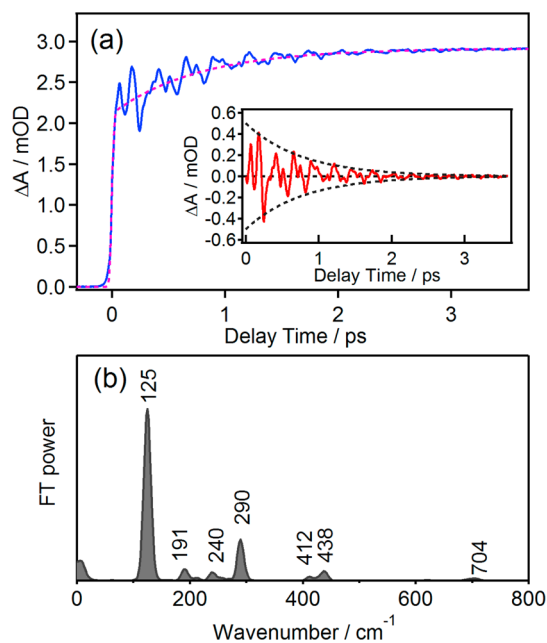 (a)
3.0
2.5
2.0
1.5
1.0
0.5
0.0
ΔA / mOD
0.6
0.4
0.2
0
-0.2
-0.4
-0.6
ΔA / mOD
0 1 2 3
Delay Time / ps
0 1 2 3
Delay Time / ps
(b)
125
191
240
290
412
438
704
FT power
0 200 400 600 800
Wavenumber / cm⁻¹